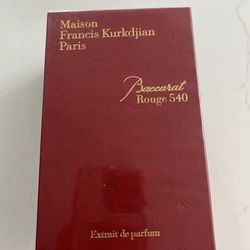 Maison
Francis Kurkdjian
Paris
Baccarat
Rouge 540
Extrait de parfum